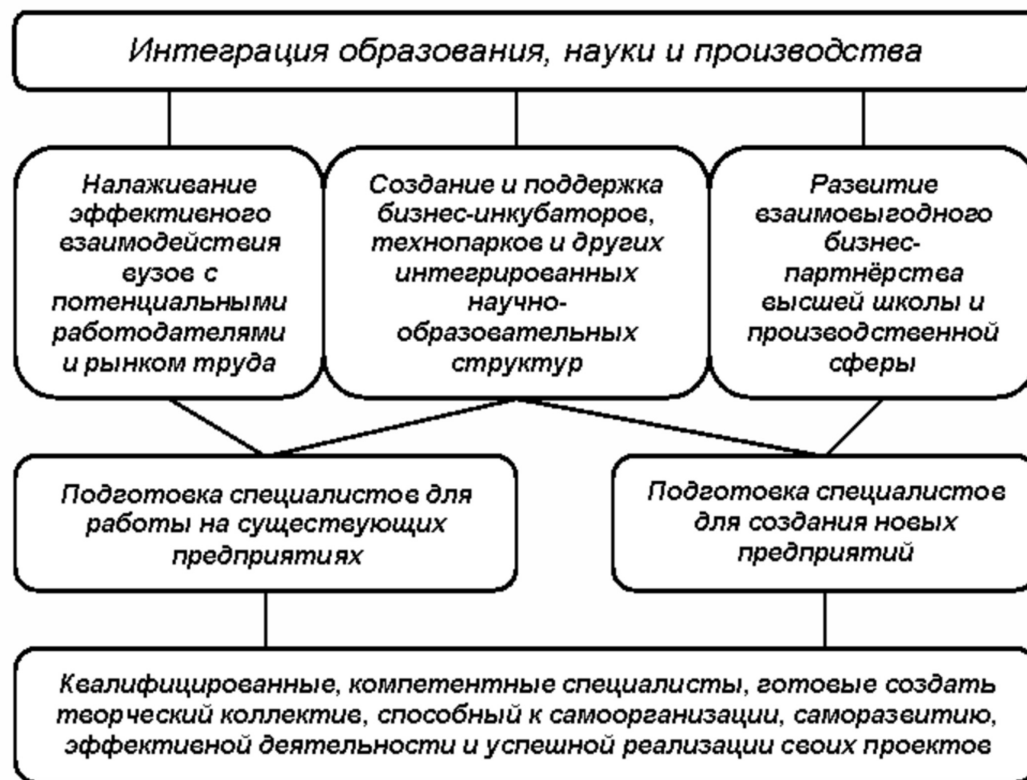 Интеграция образования, науки и производства
Налаживание
эффективного
взаимодействия
вузов с
потенциальными
работодателями
и рынком труда
Создание и поддержка
бизнес-инкубаторов,
технопарков и других
интегрированных
научно-
образовательных
структур
Развитие
взаимовыгодного
бизнес-
партнёрства
высшей школы и
производственной
сферы
Подготовка специалистов для
работы на существующих
предприятиях
Подготовка специалистов
для создания новых
предприятий
Квалифицированные, компетентные специалисты, готовые создать
творческий коллектив, способный к самоорганизации, саморазвитию,
эффективной деятельности и успешной реализации своих проектов